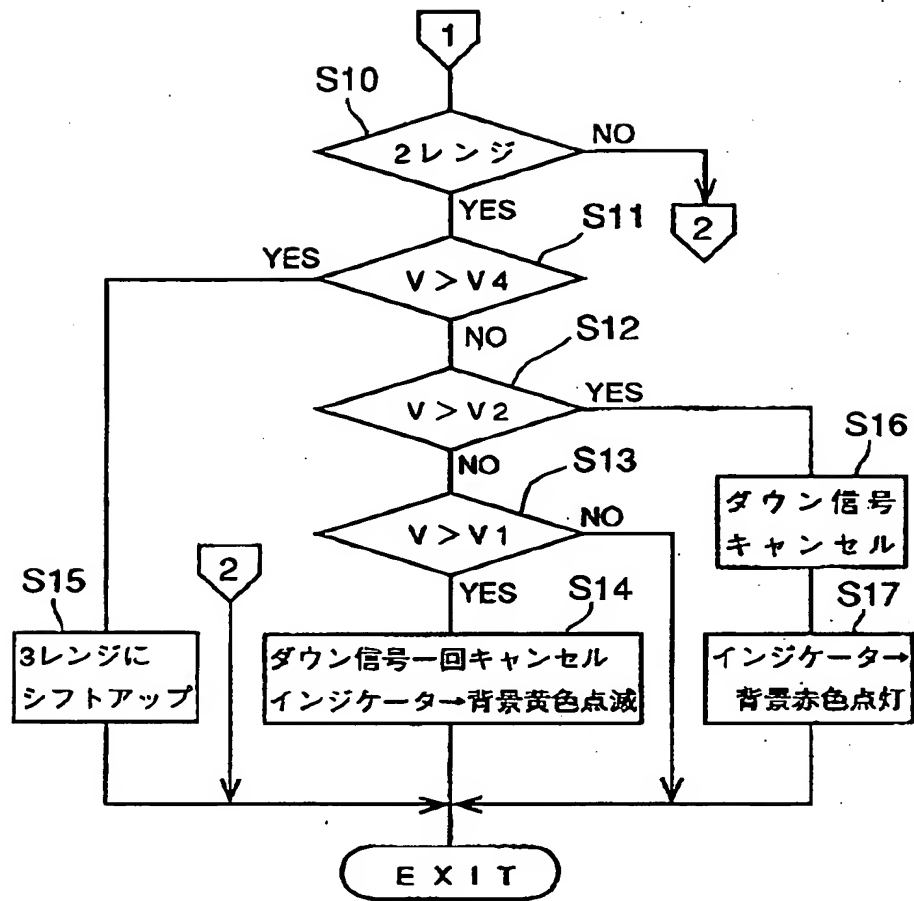 1
S10
2レンジ
NO
2
YES
S11
YES
V>V4
NO
S12
V>V2
YES
S16
ダウン信号
キャンセル
NO
S13
V>V1
NO
2
YES
S15
3レンジに
シフトアップ
S14
ダウン信号一回キャンセル
インジケータ→背景黄色点滅
S17
インジケータ→
背景赤色点灯
EXIT